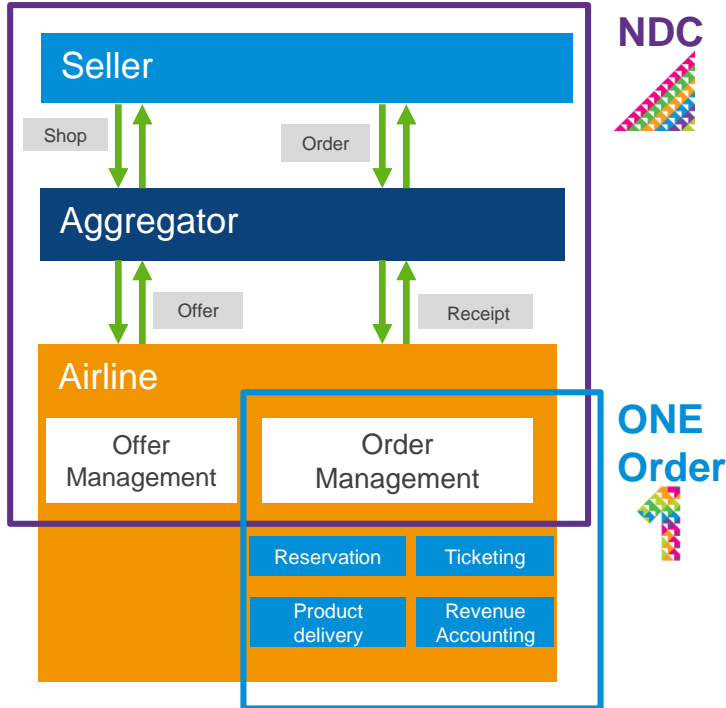 NDC
Seller
Shop
Order
Aggregator
Offer
Receipt
Airline
ONE
Order
Offer
Management
Order
Management
Reservation
Ticketing
Product
delivery
Revenue
Accounting